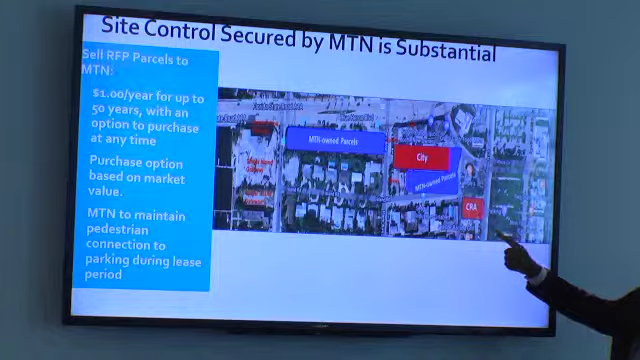 Site Control Secured by MTN is Substantial
Sell RFP Parcels to
MTN:
$1.00/year for up to
50 years, with an
option to purchase
at any time
Purchase option
based on market
value.
MTN to maintain
pedestrian
connection to
parking during lease
period
MTN-owned Parcels
City
MTN-owned Parcels
CRA